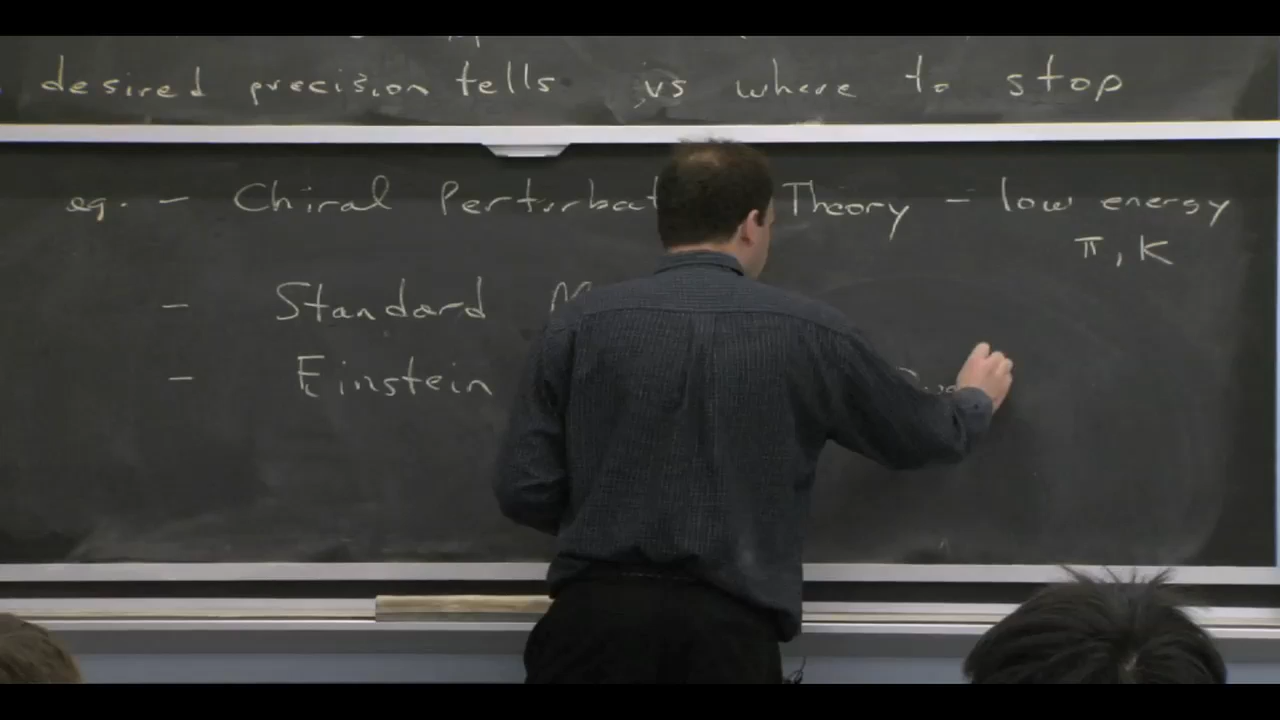 desired precision tells us where to stop
eg. - Chiral Perturbat Theory - low energy
π, K
- Standard M
- Einstein